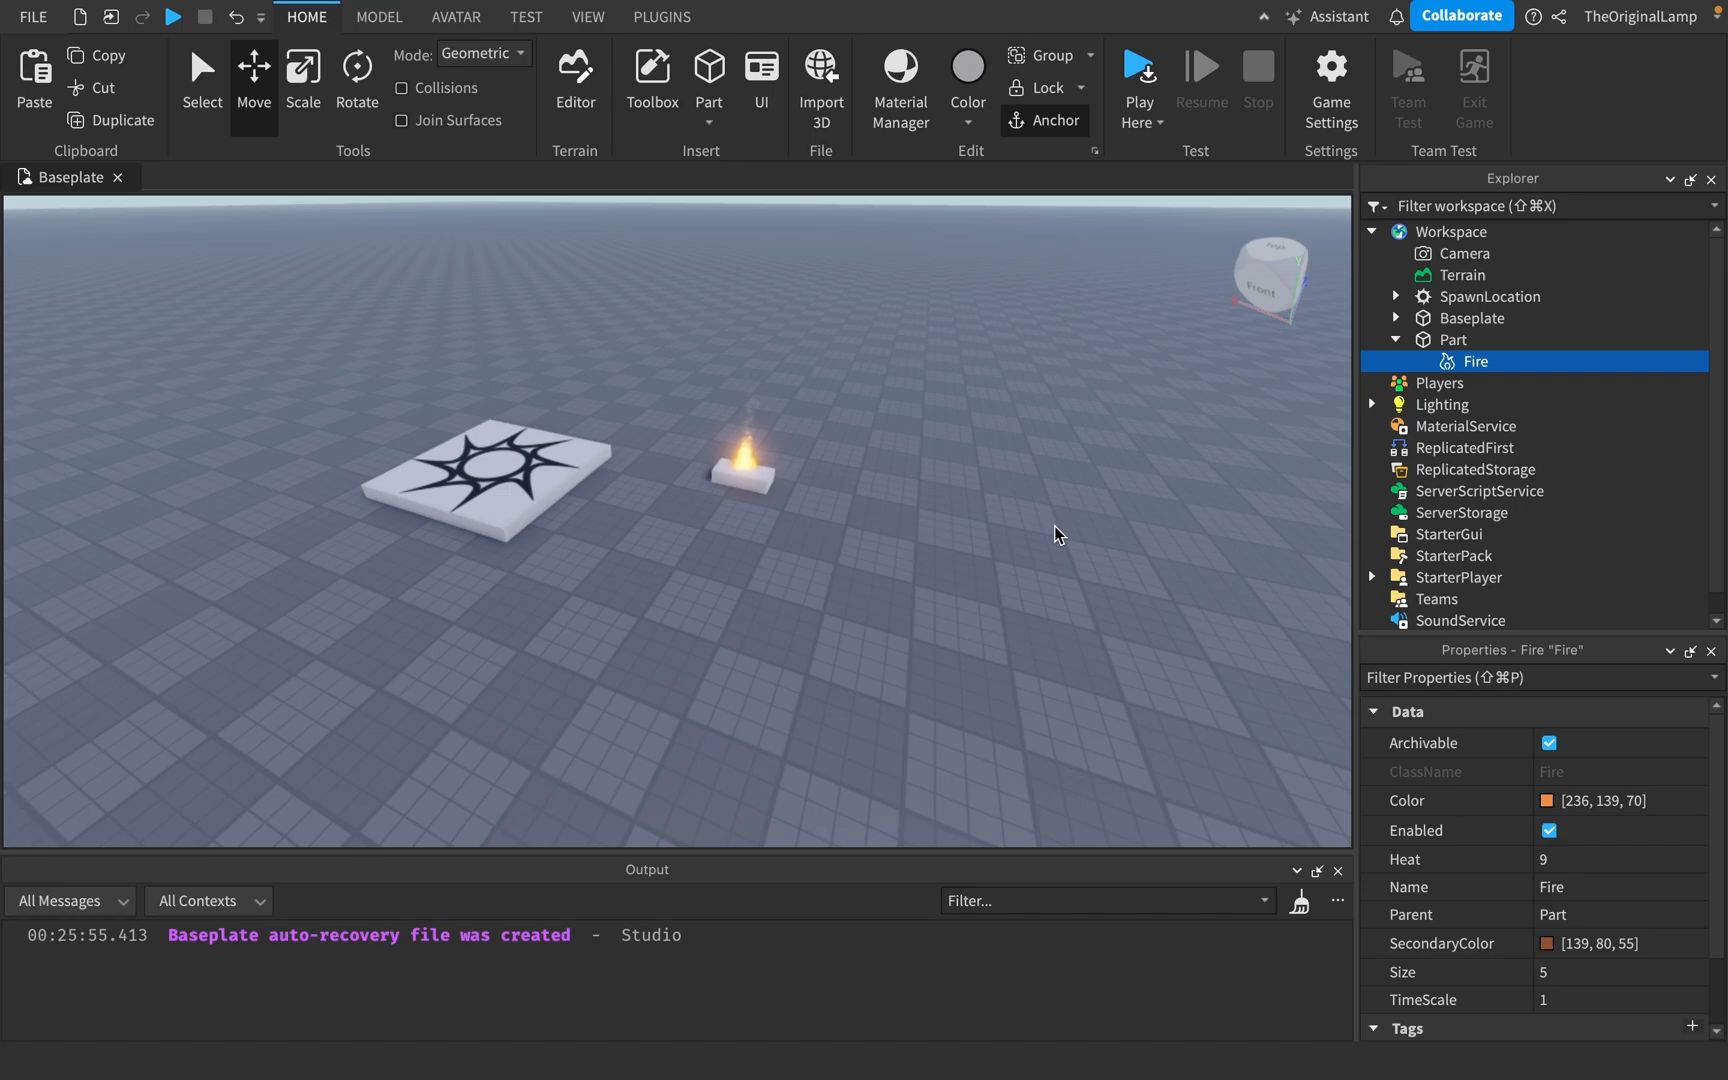 FILE
HOME
MODEL
AVATAR
TEST
VIEW
PLUGINS
Assistant
Collaborate
TheOriginalLamp
Paste
Copy
Cut
Duplicate
Clipboard
Select
Move
Scale
Rotate
Mode: Geometric
Collisions
Join Surfaces
Tools
Editor
Terrain
Toolbox
Part
UI
Insert
Import
3D
File
Material
Manager
Color
Group
Lock
Anchor
Edit
Play
Here
Resume
Stop
Test
Game
Settings
Settings
Team
Test
Exit
Game
Team Test
Baseplate
Top
Front
Y
Explorer
Filter workspace (⇧⌘X)
Workspace
Camera
Terrain
SpawnLocation
Baseplate
Part
Fire
Players
Lighting
MaterialService
ReplicatedFirst
ReplicatedStorage
ServerScriptService
ServerStorage
StarterGui
StarterPack
StarterPlayer
Teams
SoundService
Properties - Fire "Fire"
Filter Properties (⇧⌘P)
Data
Archivable
ClassName Fire
Color [236, 139, 70]
Enabled
Heat 9
Name Fire
Parent Part
SecondaryColor [139, 80, 55]
Size 5
TimeScale 1
Tags
Output
All Messages
All Contexts
Filter...
00:25:55.413 Baseplate auto-recovery file was created - Studio